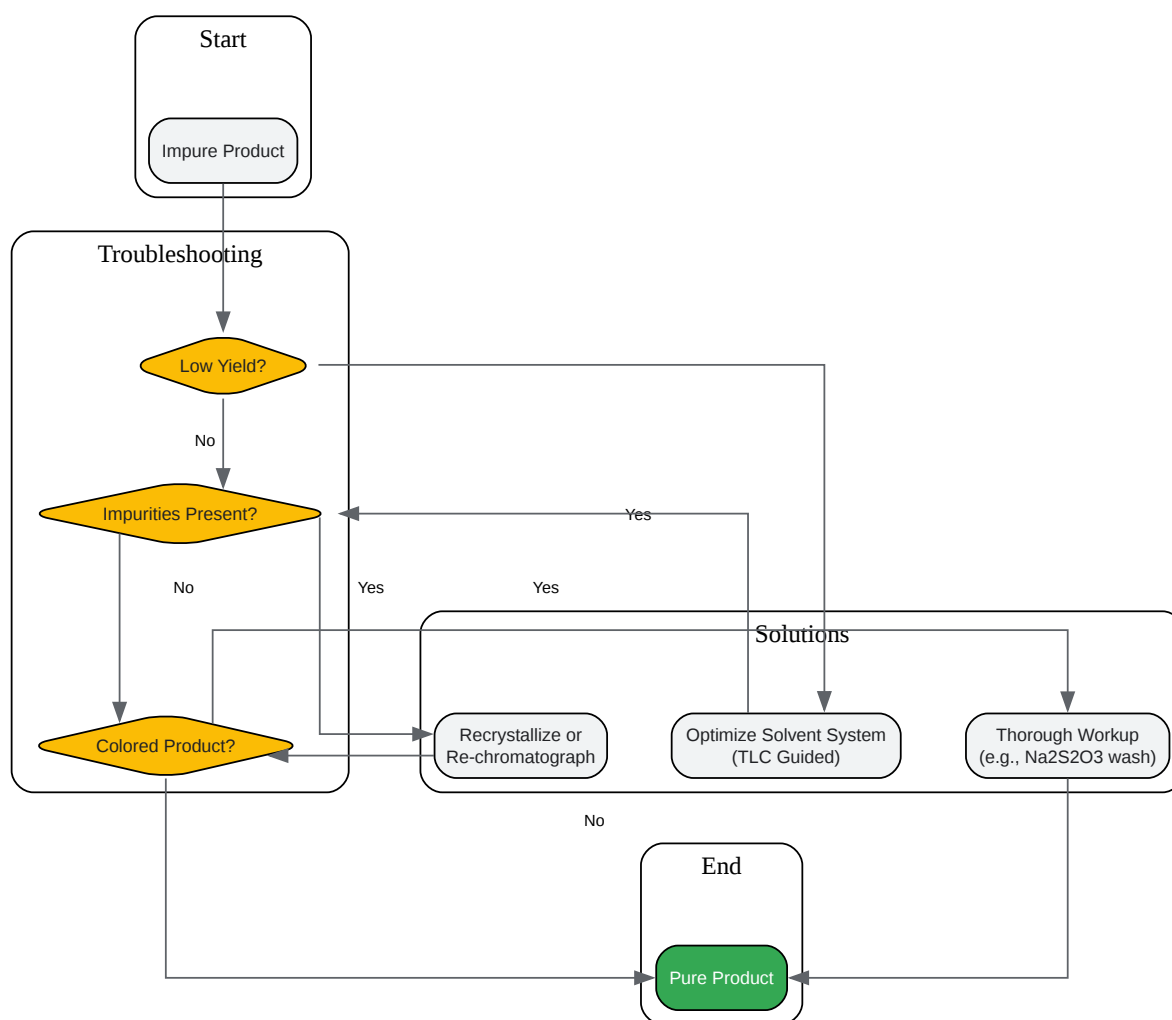 Start
Impure Product
Troubleshooting
Low Yield?
No
Impurities Present?
Yes
No
Yes
Yes
Solutions
Colored Product?
Recrystallize or
Re-chromatograph
Optimize Solvent System
(TLC Guided)
Thorough Workup
(e.g., Na2S2O3 wash)
No
End
Pure Product